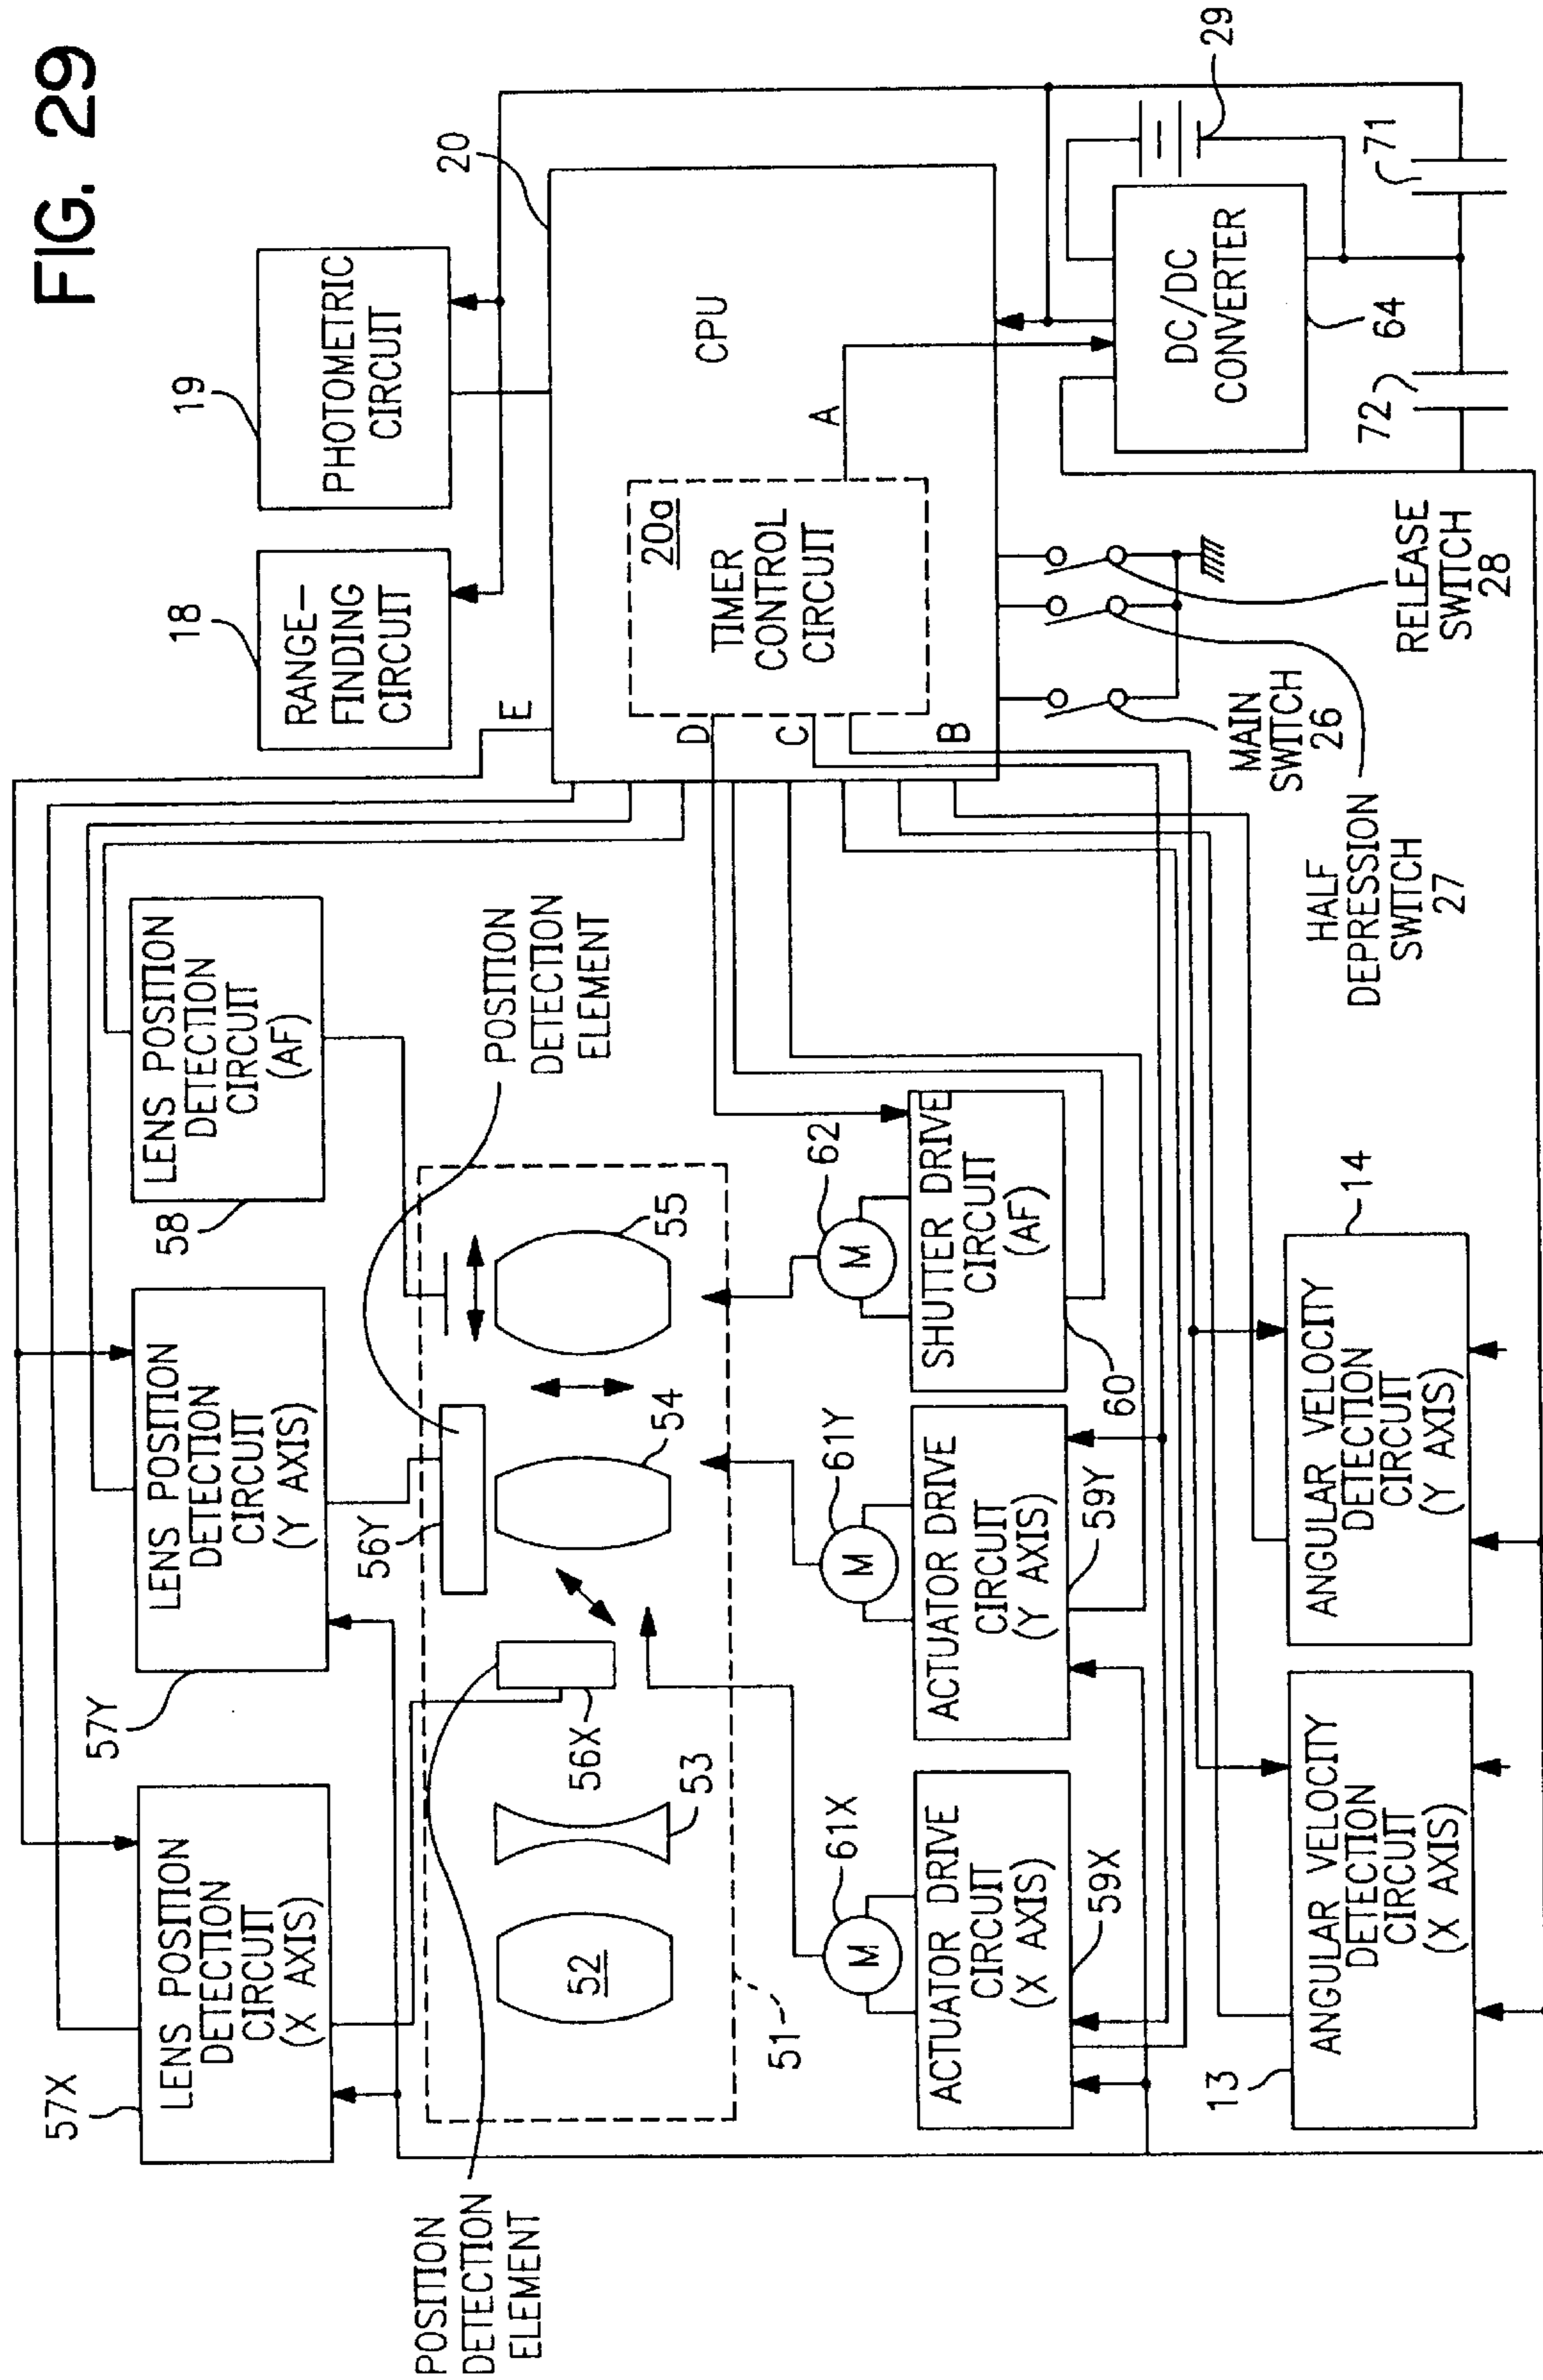 FIG. 29
57X
LENS POSITION
DETECTION
CIRCUIT
(X AXIS)
57Y
LENS POSITION
DETECTION
CIRCUIT
(Y AXIS)
58
LENS POSITION
DETECTION
CIRCUIT
(AF)
18
RANGE-
FINDING
CIRCUIT
19
PHOTOMETRIC
CIRCUIT
20
E
CPU
20a
TIMER
CONTROL
CIRCUIT
A
B
C
D
POSITION
DETECTION
ELEMENT
POSITION
DETECTION
ELEMENT
56Y
56X
52
53
54
55
51
61X
M
61Y
M
62
M
ACTUATOR DRIVE
CIRCUIT
(X AXIS)
59X
ACTUATOR DRIVE
CIRCUIT
(Y AXIS)
59Y
SHUTTER DRIVE
CIRCUIT
(AF)
60
13
ANGULAR VELOCITY
DETECTION
CIRCUIT
(X AXIS)
14
ANGULAR VELOCITY
DETECTION
CIRCUIT
(Y AXIS)
HALF
DEPRESSION
SWITCH
27
MAIN
SWITCH
26
RELEASE
SWITCH
28
DC/DC
CONVERTER
64
29
72
71